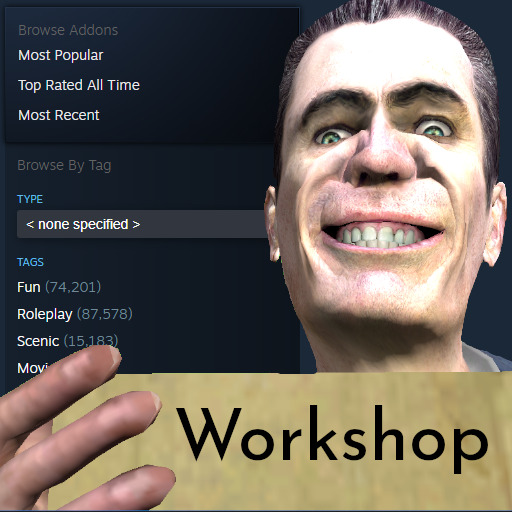 Browse Addons
Most Popular
Top Rated All Time
Most Recent
Browse By Tag
TYPE
< none specified >
TAGS
Fun (74,201)
Roleplay (87,578)
Scenic (15,183)
Workshop